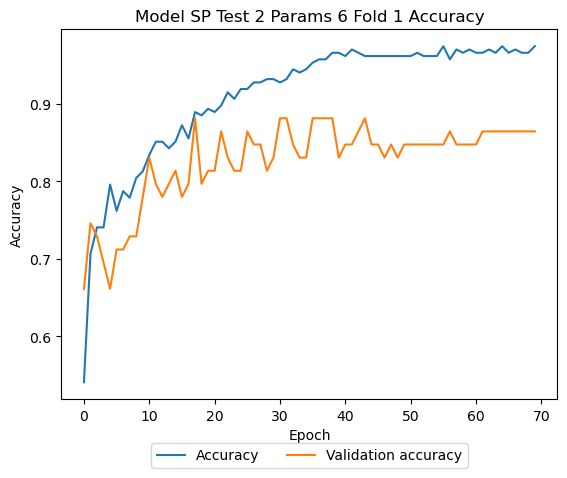 Model SP Test 2 Params 6 Fold 1 Accuracy
0.9
0.8
0.7
0.6
Accuracy
0 10 20 30 40 50 60 70
Epoch
Accuracy Validation accuracy